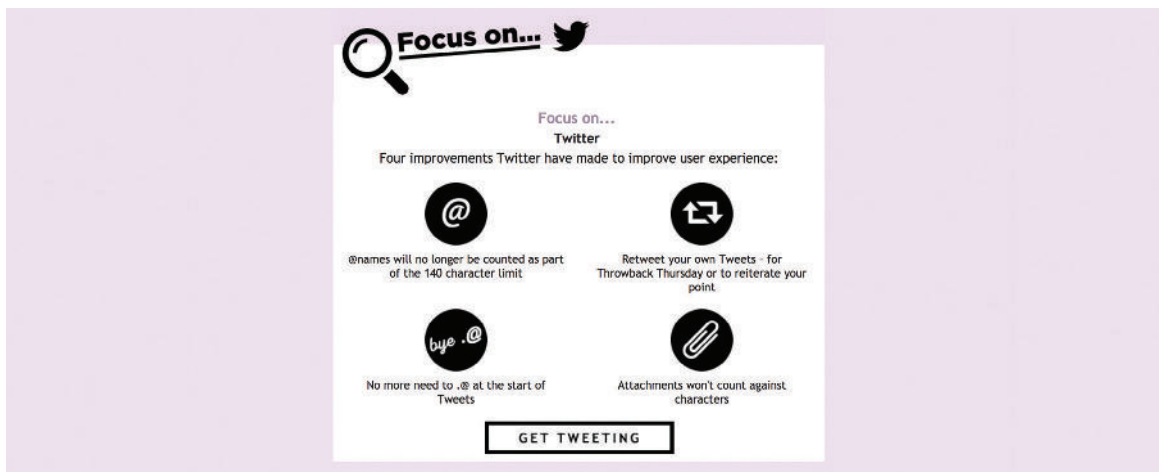 Focus on...
Focus on...
Twitter
Four improvements Twitter have made to improve user experience:
@
@names will no longer be counted as part
of the 140 character limit
Retweet your own Tweets - for
Throwback Thursday or to reiterate your
point
bye .@
No more need to .@ at the start of
Tweets
Attachments won't count against
characters
GET TWEETING